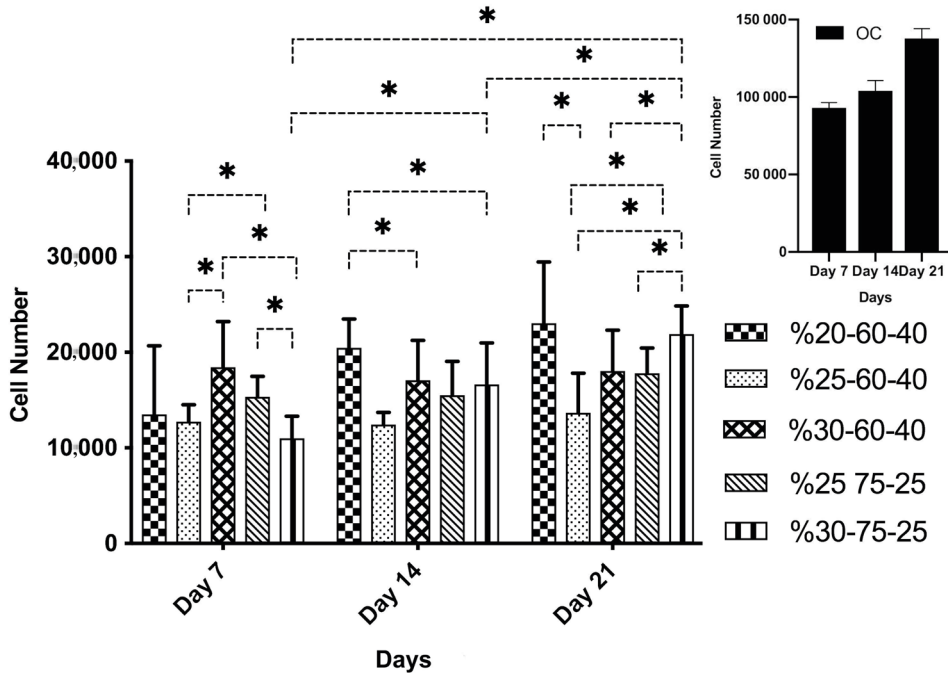 40,000
30,000
20,000
10,000
0
Cell Number
Day 7
Day 14
Day 21
Days
* * * * * * * * * * * * * * *
150 000
100 000
50 000
0
Cell Number
OC
Day 7 Day 14 Day 21
Days
%20-60-40
%25-60-40
%30-60-40
%25 75-25
%30-75-25